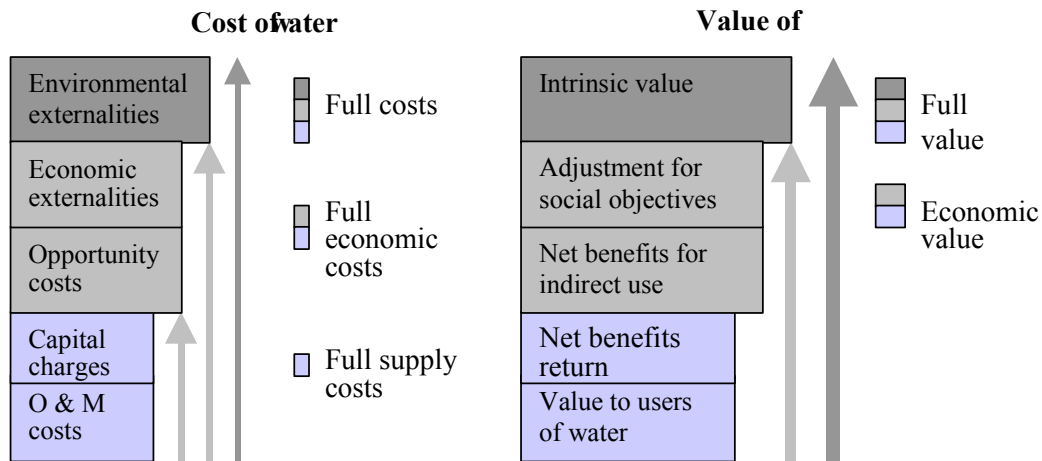 Cost of water
Environmental
externalities
Economic
externalities
Opportunity
costs
Capital
charges
O & M
costs
Full costs
Full
economic
costs
Full supply
costs
Value of
Intrinsic value
Adjustment for
social objectives
Net benefits for
indirect use
Net benefits
return
Value to users
of water
Full
value
Economic
value